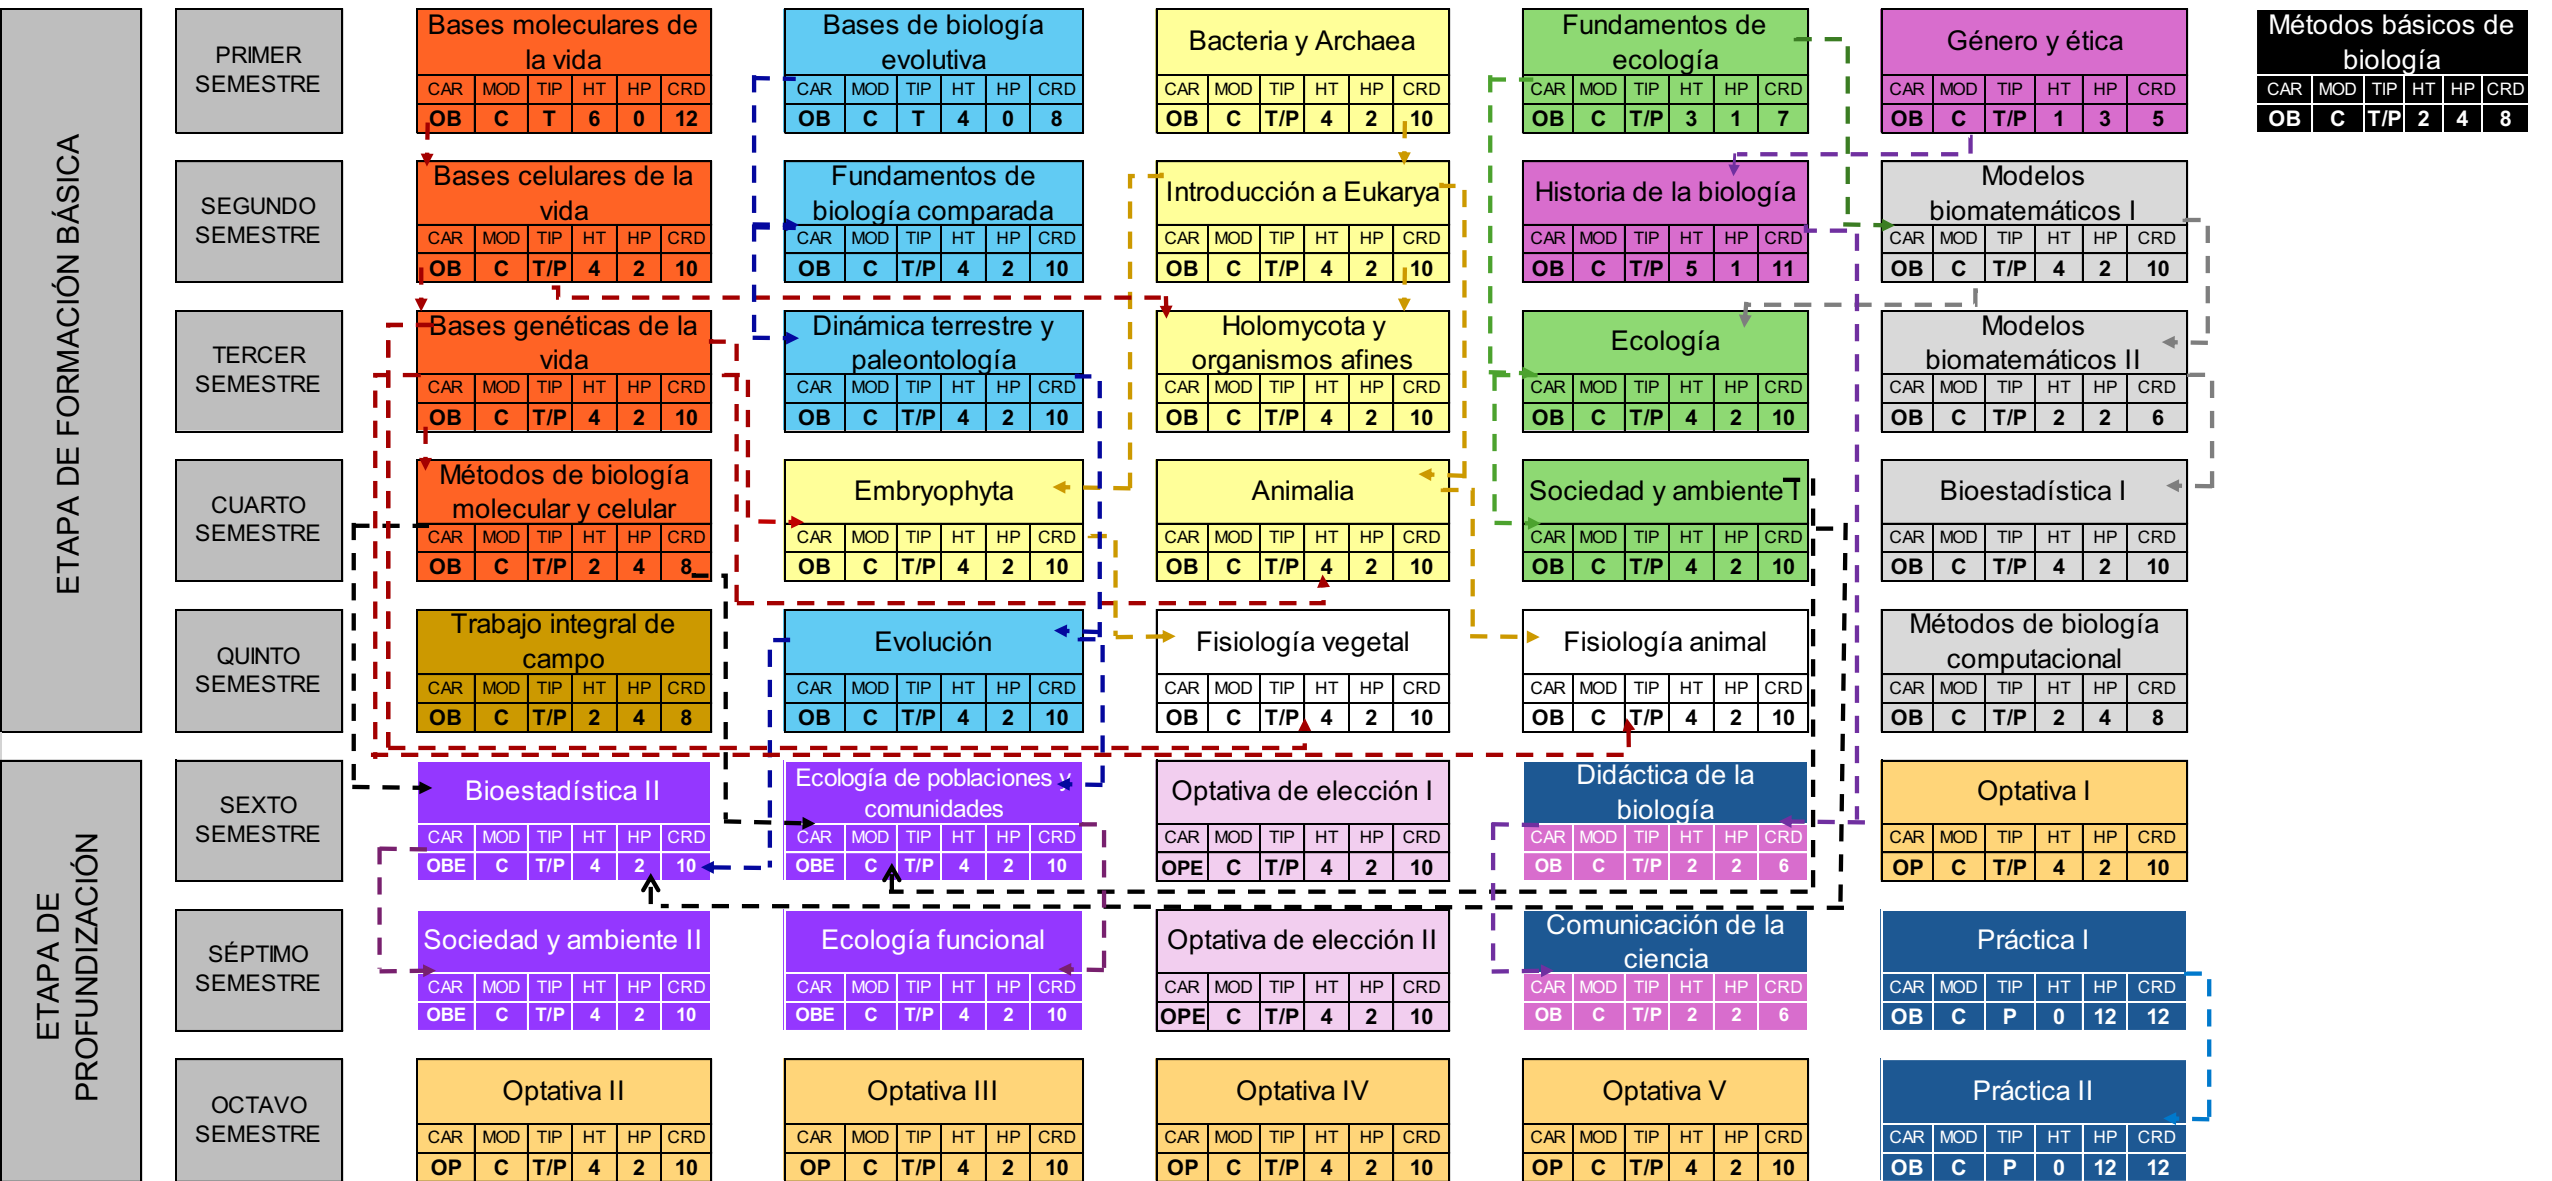 ETAPA DE FORMACIÓN BÁSICA
PRIMER
SEMESTRE
Bases moleculares de
la vida
CAR MOD TIP HT HP CRD
OB C T 6 0 12
Bases de biología
evolutiva
CAR MOD TIP HT HP CRD
OB C T 4 0 8
Bacteria y Archaea
CAR MOD TIP HT HP CRD
OB C T/P 4 2 10
Fundamentos de
ecología
CAR MOD TIP HT HP CRD
OB C T/P 3 1 7
Género y ética
CAR MOD TIP HT HP CRD
OB C T/P 1 3 5
Métodos básicos de
biología
CAR MOD TIP HT HP CRD
OB C T/P 2 4 8
SEGUNDO
SEMESTRE
Bases celulares de la
vida
CAR MOD TIP HT HP CRD
OB C T/P 4 2 10
Fundamentos de
biología comparada
CAR MOD TIP HT HP CRD
OB C T/P 4 2 10
Introducción a Eukarya
CAR MOD TIP HT HP CRD
OB C T/P 4 2 10
Historia de la biología
CAR MOD TIP HT HP CRD
OB C T/P 5 1 11
Modelos
biomatemáticos I
CAR MOD TIP HT HP CRD
OB C T/P 4 2 10
TERCER
SEMESTRE
Bases genéticas de la
vida
CAR MOD TIP HT HP CRD
OB C T/P 4 2 10
Dinámica terrestre y
paleontología
CAR MOD TIP HT HP CRD
OB C T/P 4 2 10
Holomycota y
organismos afines
CAR MOD TIP HT HP CRD
OB C T/P 4 2 10
Ecología
CAR MOD TIP HT HP CRD
OB C T/P 4 2 10
Modelos
biomatemáticos II
CAR MOD TIP HT HP CRD
OB C T/P 2 2 6
CUARTO
SEMESTRE
Métodos de biología
molecular y celular
CAR MOD TIP HT HP CRD
OB C T/P 2 4 8
Embryophyta
CAR MOD TIP HT HP CRD
OB C T/P 4 2 10
Animalia
CAR MOD TIP HT HP CRD
OB C T/P 4 2 10
Sociedad y ambiente I
CAR MOD TIP HT HP CRD
OB C T/P 4 2 10
Bioestadística I
CAR MOD TIP HT HP CRD
OB C T/P 4 2 10
QUINTO
SEMESTRE
Trabajo integral de
campo
CAR MOD TIP HT HP CRD
OB C T/P 2 4 8
Evolución
CAR MOD TIP HT HP CRD
OB C T/P 4 2 10
Fisiología vegetal
CAR MOD TIP HT HP CRD
OB C T/P 4 2 10
Fisiología animal
CAR MOD TIP HT HP CRD
OB C T/P 4 2 10
Métodos de biología
computacional
CAR MOD TIP HT HP CRD
OB C T/P 2 4 8
ETAPA DE
PROFUNDIZACIÓN
SEXTO
SEMESTRE
Bioestadística II
CAR MOD TIP HT HP CRD
OBE C T/P 4 2 10
Ecología de poblaciones y
comunidades
CAR MOD TIP HT HP CRD
OBE C T/P 4 2 10
Optativa de elección I
CAR MOD TIP HT HP CRD
OPE C T/P 4 2 10
Didáctica de la
biología
CAR MOD TIP HT HP CRD
OB C T/P 2 2 6
Optativa I
CAR MOD TIP HT HP CRD
OP C T/P 4 2 10
SÉPTIMO
SEMESTRE
Sociedad y ambiente II
CAR MOD TIP HT HP CRD
OBE C T/P 4 2 10
Ecología funcional
CAR MOD TIP HT HP CRD
OBE C T/P 4 2 10
Optativa de elección II
CAR MOD TIP HT HP CRD
OPE C T/P 4 2 10
Comunicación de la
ciencia
CAR MOD TIP HT HP CRD
OB C T/P 2 2 6
Práctica I
CAR MOD TIP HT HP CRD
OB C P 0 12 12
OCTAVO
SEMESTRE
Optativa II
CAR MOD TIP HT HP CRD
OP C T/P 4 2 10
Optativa III
CAR MOD TIP HT HP CRD
OP C T/P 4 2 10
Optativa IV
CAR MOD TIP HT HP CRD
OP C T/P 4 2 10
Optativa V
CAR MOD TIP HT HP CRD
OP C T/P 4 2 10
Práctica II
CAR MOD TIP HT HP CRD
OB C P 0 12 12